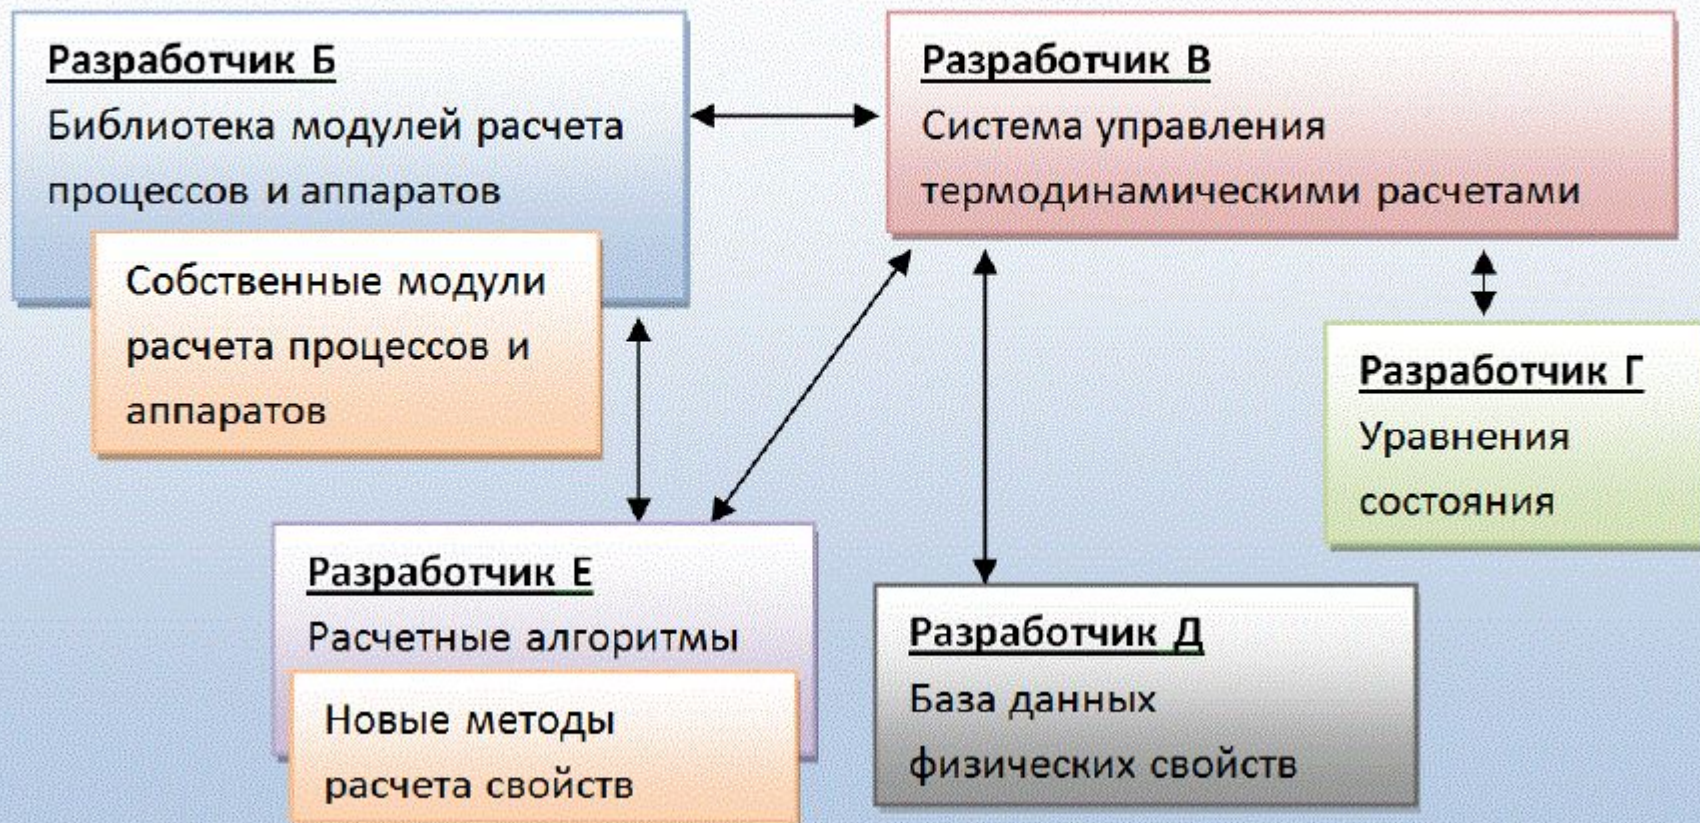 Разработчик Б
Библиотека модулей расчета
процессов и аппаратов
Собственные модули
расчета процессов и
аппаратов
Разработчик В
Система управления
термодинамическими расчетами
Разработчик Г
Уравнения
состояния
Разработчик Е
Расчетные алгоритмы
Новые методы
расчета свойств
Разработчик Д
База данных
физических свойств